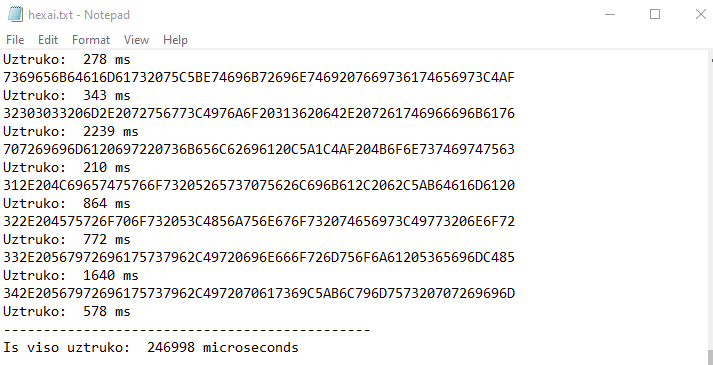 hexai.txt - Notepad
File Edit Format View Help
Uztruko:  278 ms
7369656B64616D61732075C5BE74696B72696E7469207669736174656973C4AF
Uztruko:  343 ms
32303033206D2E2072756773C4976A6F20313620642E207261746966696B6176
Uztruko:  2239 ms
707269696D6120697220736B656C62696120C5A1C4AF204B6F6E737469747563
Uztruko:  210 ms
312E204C69657475766F73205265737075626C696B612C2062C5AB64616D6120
Uztruko:  864 ms
322E204575726F706F732053C4856A756E676F732074656973C49773206E6F72
Uztruko:  772 ms
332E20567972696175737962C49720696E666F726D756F6A61205365696DC485
Uztruko:  1640 ms
342E20567972696175737962C4972070617369C5AB6C796D757320707269696D
Uztruko:  578 ms
----------------------------------------------
Is viso uztruko:  246998 microseconds